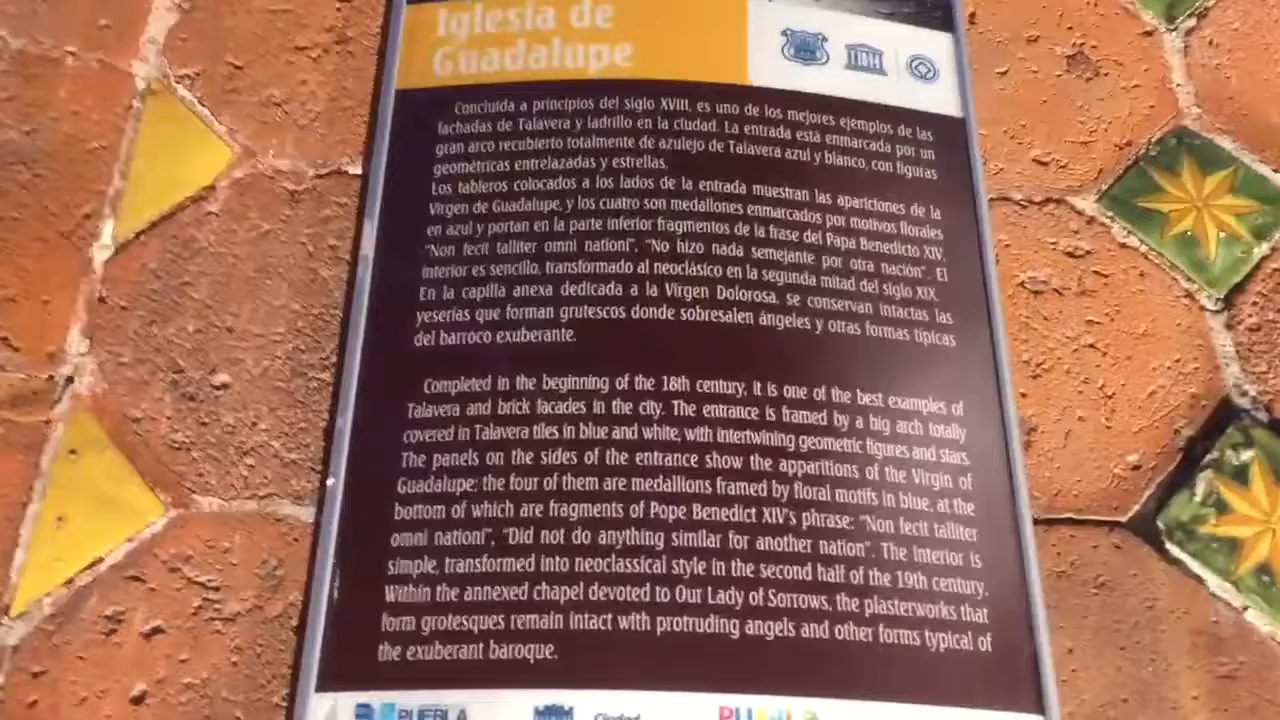 Iglesia de
Guadalupe
Concluida a principios del siglo XVIII, es uno de los mejores ejemplos de las
fachadas de Talavera y ladrillo en la ciudad. La entrada está enmarcada por un
gran arco recubierto totalmente de azulejo de Talavera azul y blanco, con figuras
geométricas entrelazadas y estrellas.
Los tableros colocados a los lados de la entrada muestran las apariciones de la
Virgen de Guadalupe, y los cuatro son medallones enmarcados por motivos florales
en azul y portan en la parte inferior fragmentos de la frase del Papa Benedicto XIV,
"Non fecit talliter omni nationi", "No hizo nada semejante por otra nación". El
interior es sencillo, transformado al neoclásico en la segunda mitad del siglo XIX.
En la capilla anexa dedicada a la Virgen Dolorosa, se conservan intactas las
yeserías que forman grutescos donde sobresalen ángeles y otras formas típicas
del barroco exuberante.
Completed in the beginning of the 18th century, it is one of the best examples of
Talavera and brick facades in the city. The entrance is framed by a big arch totally
covered in Talavera tiles in blue and white, with intertwining geometric figures and stars.
The panels on the sides of the entrance show the apparitions of the Virgin of
Guadalupe; the four of them are medallions framed by floral motifs in blue, at the
bottom of which are fragments of Pope Benedict XIV's phrase: "Non fecit talliter
omni nationi", "Did not do anything similar for another nation". The interior is
simple, transformed into neoclassical style in the second half of the 19th century.
Within the annexed chapel devoted to Our Lady of Sorrows, the plasterworks that
form grotesques remain intact with protruding angels and other forms typical of
the exuberant baroque.
PUEBLA Ciudad PUEBLA